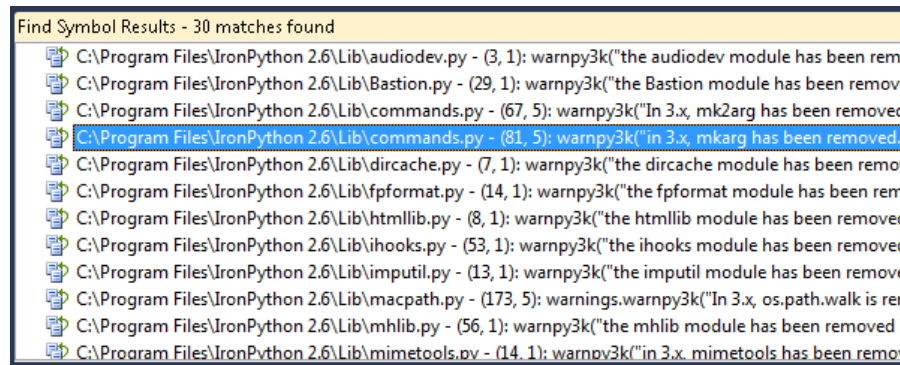 Find Symbol Results - 30 matches found
C:\Program Files\IronPython 2.6\Lib\audiodev.py - (3, 1): warnpy3k("the audiodev module has been rem
C:\Program Files\IronPython 2.6\Lib\Bastion.py - (29, 1): warnpy3k("the Bastion module has been remov
C:\Program Files\IronPython 2.6\Lib\commands.py - (67, 5): warnpy3k("In 3.x, mk2arg has been removed
C:\Program Files\IronPython 2.6\Lib\commands.py - (81, 5): warnpy3k("in 3.x, mkarg has been removed.
C:\Program Files\IronPython 2.6\Lib\dircache.py - (7, 1): warnpy3k("the dircache module has been remo
C:\Program Files\IronPython 2.6\Lib\fpformat.py - (14, 1): warnpy3k("the fpformat module has been rem
C:\Program Files\IronPython 2.6\Lib\htmllib.py - (8, 1): warnpy3k("the htmllib module has been removed
C:\Program Files\IronPython 2.6\Lib\ihooks.py - (53, 1): warnpy3k("the ihooks module has been removed
C:\Program Files\IronPython 2.6\Lib\imputil.py - (13, 1): warnpy3k("the imputil module has been remove
C:\Program Files\IronPython 2.6\Lib\macpath.py - (173, 5): warnings.warnpy3k("In 3.x, os.path.walk is re
C:\Program Files\IronPython 2.6\Lib\mhlib.py - (56, 1): warnpy3k("the mhlib module has been removed
C:\Program Files\IronPython 2.6\Lib\mimetools.py - (14, 1): warnpy3k("in 3.x, mimetools has been remo